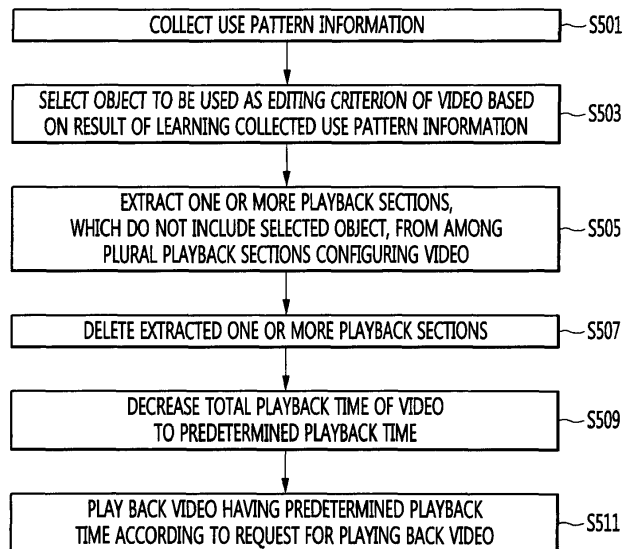 COLLECT USE PATTERN INFORMATION
S501
SELECT OBJECT TO BE USED AS EDITING CRITERION OF VIDEO BASED
ON RESULT OF LEARNING COLLECTED USE PATTERN INFORMATION
S503
EXTRACT ONE OR MORE PLAYBACK SECTIONS,
WHICH DO NOT INCLUDE SELECTED OBJECT, FROM AMONG
PLURAL PLAYBACK SECTIONS CONFIGURING VIDEO
S505
DELETE EXTRACTED ONE OR MORE PLAYBACK SECTIONS
S507
DECREASE TOTAL PLAYBACK TIME OF VIDEO
TO PREDETERMINED PLAYBACK TIME
S509
PLAY BACK VIDEO HAVING PREDETERMINED PLAYBACK
TIME ACCORDING TO REQUEST FOR PLAYING BACK VIDEO
S511